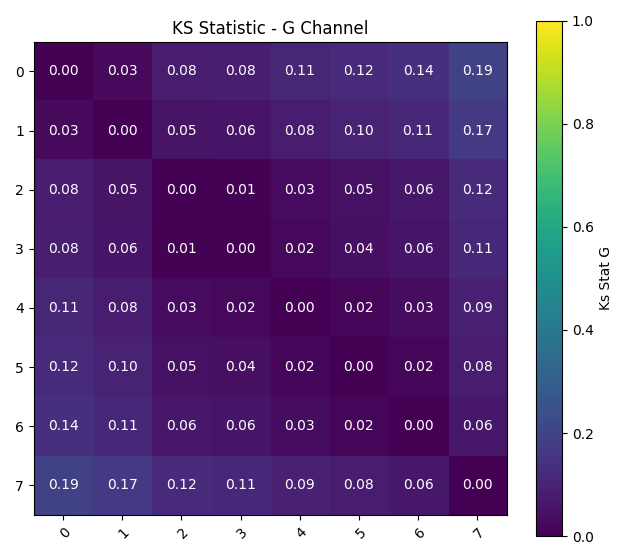 KS Statistic - G Channel
0 0.00 0.03 0.08 0.08 0.11 0.12 0.14 0.19
1 0.03 0.00 0.05 0.06 0.08 0.10 0.11 0.17
2 0.08 0.05 0.00 0.01 0.03 0.05 0.06 0.12
3 0.08 0.06 0.01 0.00 0.02 0.04 0.06 0.11
4 0.11 0.08 0.03 0.02 0.00 0.02 0.03 0.09
5 0.12 0.10 0.05 0.04 0.02 0.00 0.02 0.08
6 0.14 0.11 0.06 0.06 0.03 0.02 0.00 0.06
7 0.19 0.17 0.12 0.11 0.09 0.08 0.06 0.00
0 1 2 3 4 5 6 7
1.0
0.8
0.6
0.4
0.2
0.0
Ks Stat G